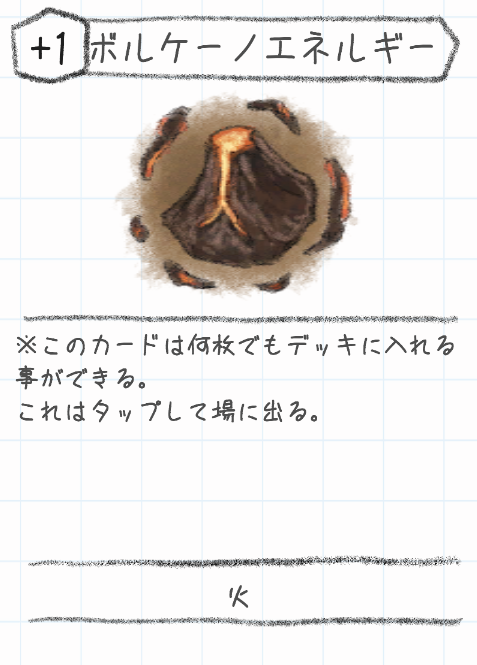 +1 ボルケーノエネルギー
※このカードは何枚でもデッキに入れる
事ができる。
これはタップして場に出る。
火